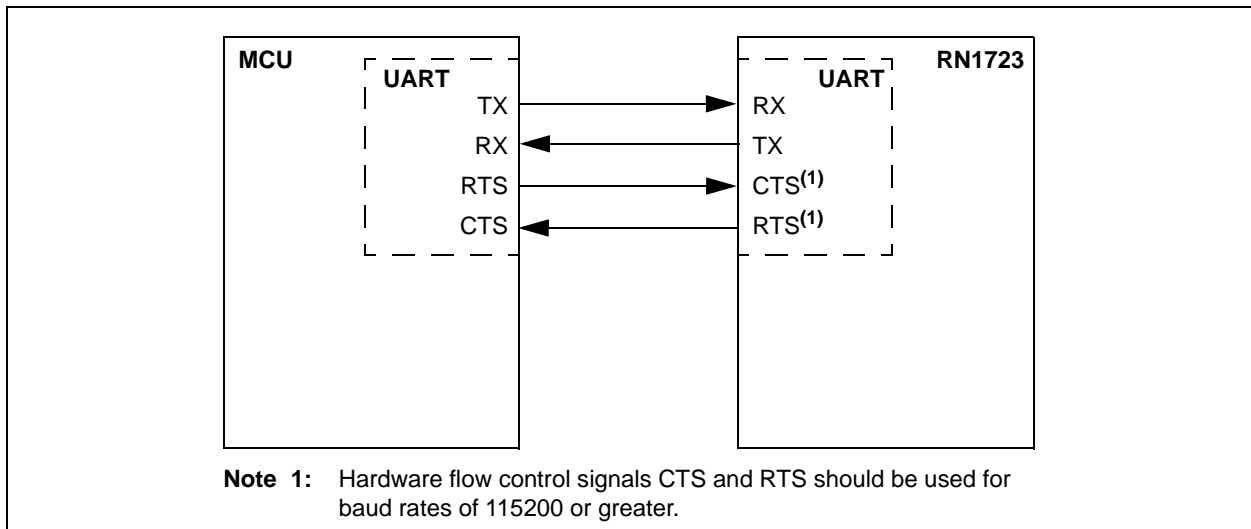 MCU
RN1723
UART
UART
TX
RX
RX
TX
RTS
CTS(1)
CTS
RTS(1)
Note 1: Hardware flow control signals CTS and RTS should be used for
baud rates of 115200 or greater.